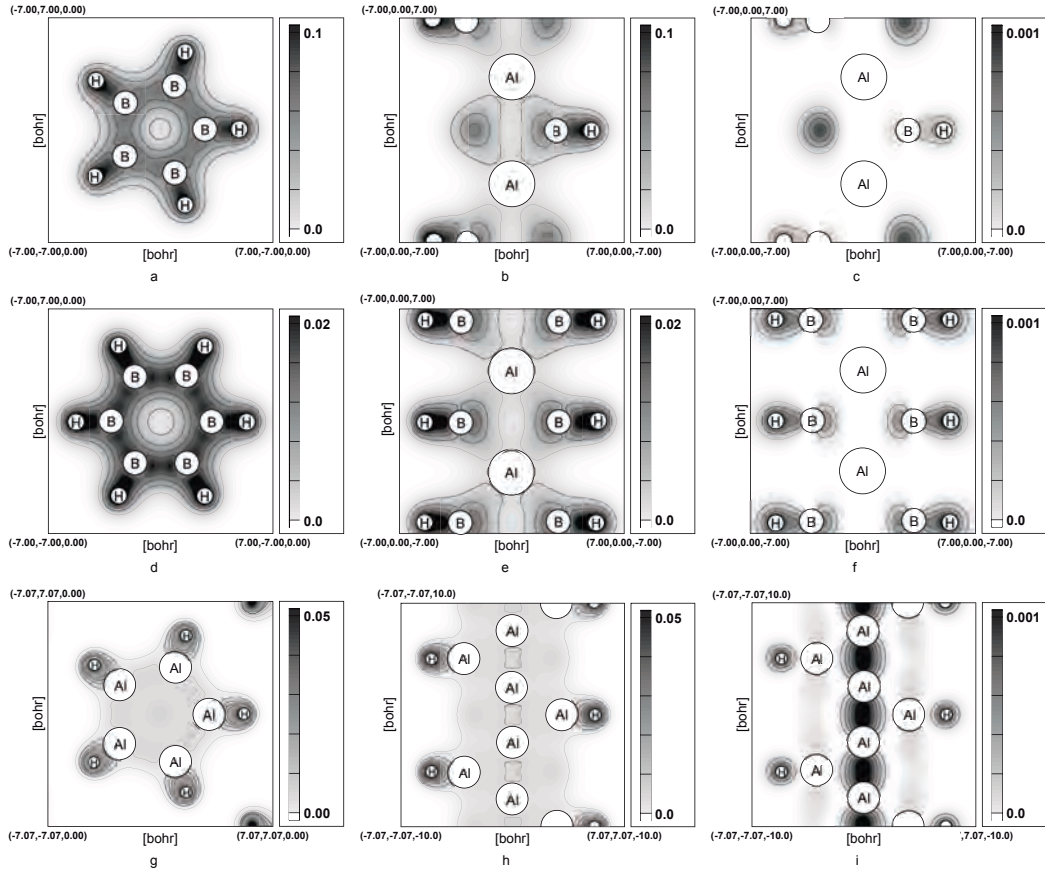 (-7.00,7.00,0.00)
0.1
H
H
B
B
B
H
B
B
H
H
[bohr]
0.0
(-7.00,-7.00,0.00)
[bohr]
(7.00,-7.00,0.00)
a
(-7.00,0.00,7.00)
0.1
Al
B
H
Al
[bohr]
0.0
(-7.00,0.00,-7.00)
[bohr]
(7.00,0.00,-7.00)
b
(-7.00,0.00,7.00)
0.001
Al
B
H
Al
[bohr]
0.0
(-7.00,0.00,-7.00)
[bohr]
(7.00,0.00,-7.00)
c
(-7.00,7.00,0.00)
0.02
H
H
B
B
H
B
B
H
B
B
H
H
[bohr]
0.0
(-7.00,-7.00,0.00)
[bohr]
(7.00,-7.00,0.00)
d
(-7.00,0.00,7.00)
0.02
H
B
B
H
Al
H
B
B
H
Al
H
B
B
H
[bohr]
0.0
(-7.00,0.00,-7.00)
[bohr]
(7.00,0.00,-7.00)
e
(-7.00,0.00,7.00)
0.001
H
B
B
H
Al
H
B
B
H
Al
H
B
B
H
[bohr]
0.0
(-7.00,0.00,-7.00)
[bohr]
(7.00,0.00,-7.00)
f
(-7.07,7.07,0.00)
0.05
H
H
Al
Al
Al
H
Al
Al
H
H
[bohr]
0.00
(-7.07,-7.07,0.00)
[bohr]
(7.07,7.07,0.00)
g
(-7.07,-7.07,10.0)
0.05
Al
H
Al
Al
Al
H
Al
H
Al
Al
[bohr]
0.00
(-7.07,-7.07,-10.0)
[bohr]
(7.07,7.07,-10.0)
h
(-7.07,-7.07,10.0)
0.001
Al
H
Al
Al
Al
H
Al
H
Al
Al
[bohr]
0.0
(-7.07,-7.07,-10.0)
[bohr]
,7.07,-10.0)
i